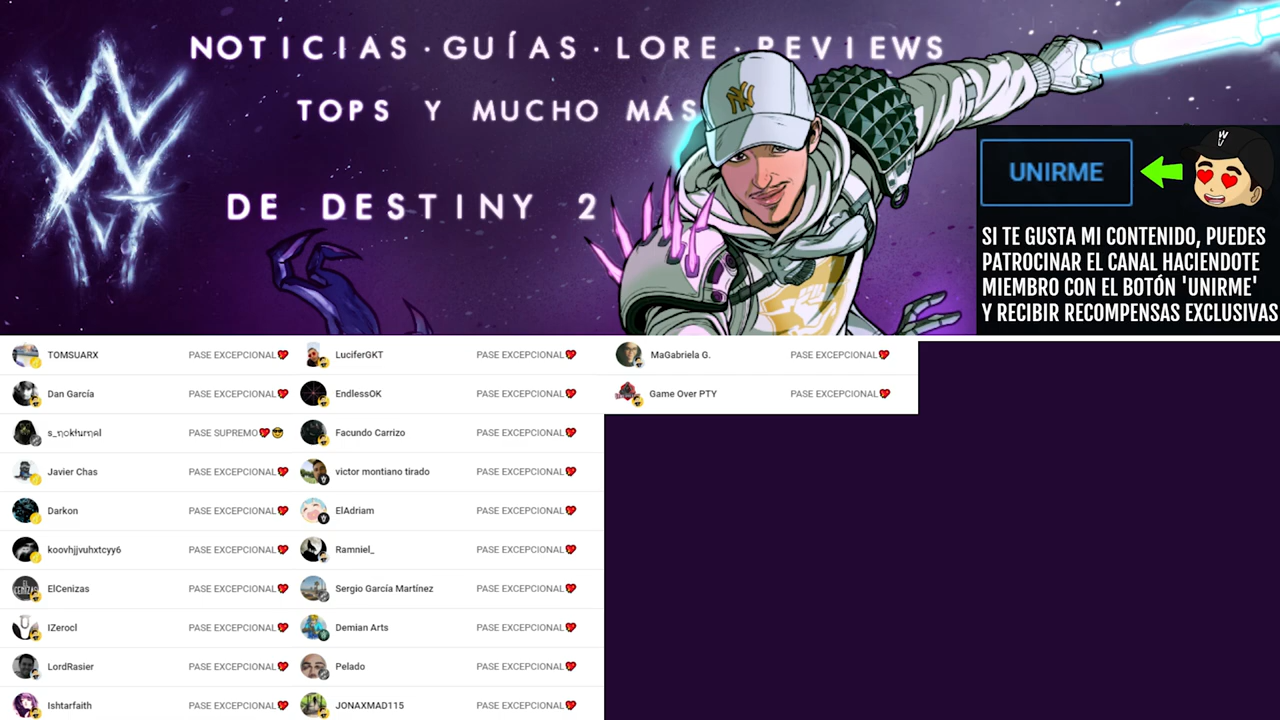 NOTICIAS · GUÍAS · LORE · REVIEWS
TOPS Y MUCHO MÁS
DE DESTINY 2
UNIRME
SI TE GUSTA MI CONTENIDO, PUEDES
PATROCINAR EL CANAL HACIENDOTE
MIEMBRO CON EL BOTÓN 'UNIRME'
Y RECIBIR RECOMPENSAS EXCLUSIVAS
TOMSUARX PASE EXCEPCIONAL
Dan García PASE EXCEPCIONAL
s_ηοkŧurηαl PASE SUPREMO
Javier Chas PASE EXCEPCIONAL
Darkon PASE EXCEPCIONAL
koovhjjvuhxtcyy6 PASE EXCEPCIONAL
ElCenizas PASE EXCEPCIONAL
IZerocl PASE EXCEPCIONAL
LordRasier PASE EXCEPCIONAL
Ishtarfaith PASE EXCEPCIONAL
LuciferGKT PASE EXCEPCIONAL
EndlessOK PASE EXCEPCIONAL
Facundo Carrizo PASE EXCEPCIONAL
victor montiano tirado PASE EXCEPCIONAL
ElAdriam PASE EXCEPCIONAL
Ramniel_ PASE EXCEPCIONAL
Sergio García Martínez PASE EXCEPCIONAL
Demian Arts PASE EXCEPCIONAL
Pelado PASE EXCEPCIONAL
JONAXMAD115 PASE EXCEPCIONAL
MaGabriela G. PASE EXCEPCIONAL
Game Over PTY PASE EXCEPCIONAL